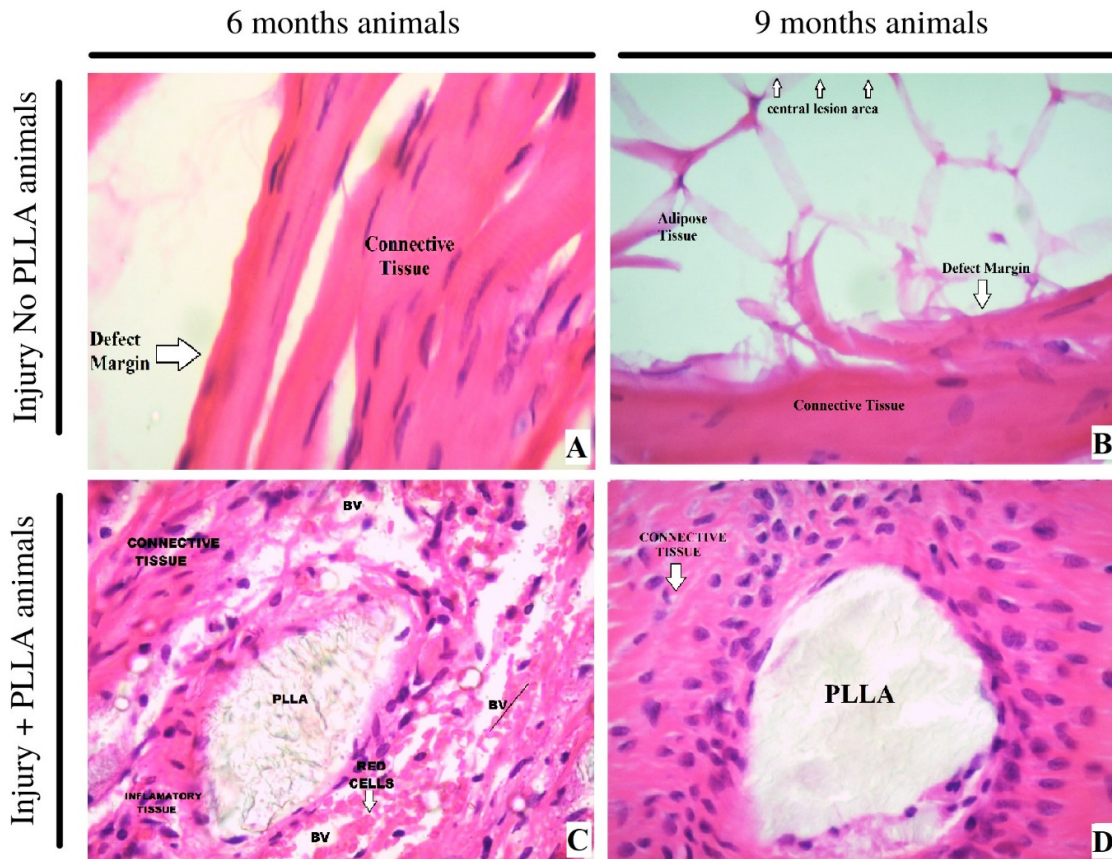 6 months animals
9 months animals
Injury No PLLA animals
Connective
Tissue
Defect
Margin
A
central lesion area
Adipose
Tissue
Defect Margin
Connective Tissue
B
Injury + PLLA animals
BV
CONNECTIVE
TISSUE
PLLA
BV
RED
CELLS
INFLAMATORY
TISSUE
BV
C
CONNECTIVE
TISSUE
PLLA
D